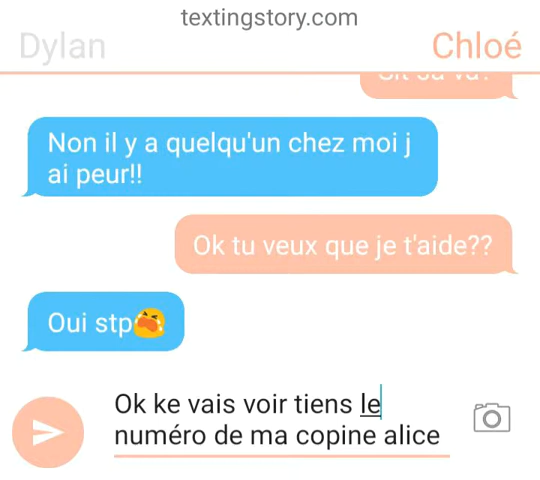 textingstory.com
Dylan
Chloé
Non il y a quelqu'un chez moi j
ai peur!!
Ok tu veux que je t'aide??
Oui stp😭
Ok ke vais voir tiens le
numéro de ma copine alice